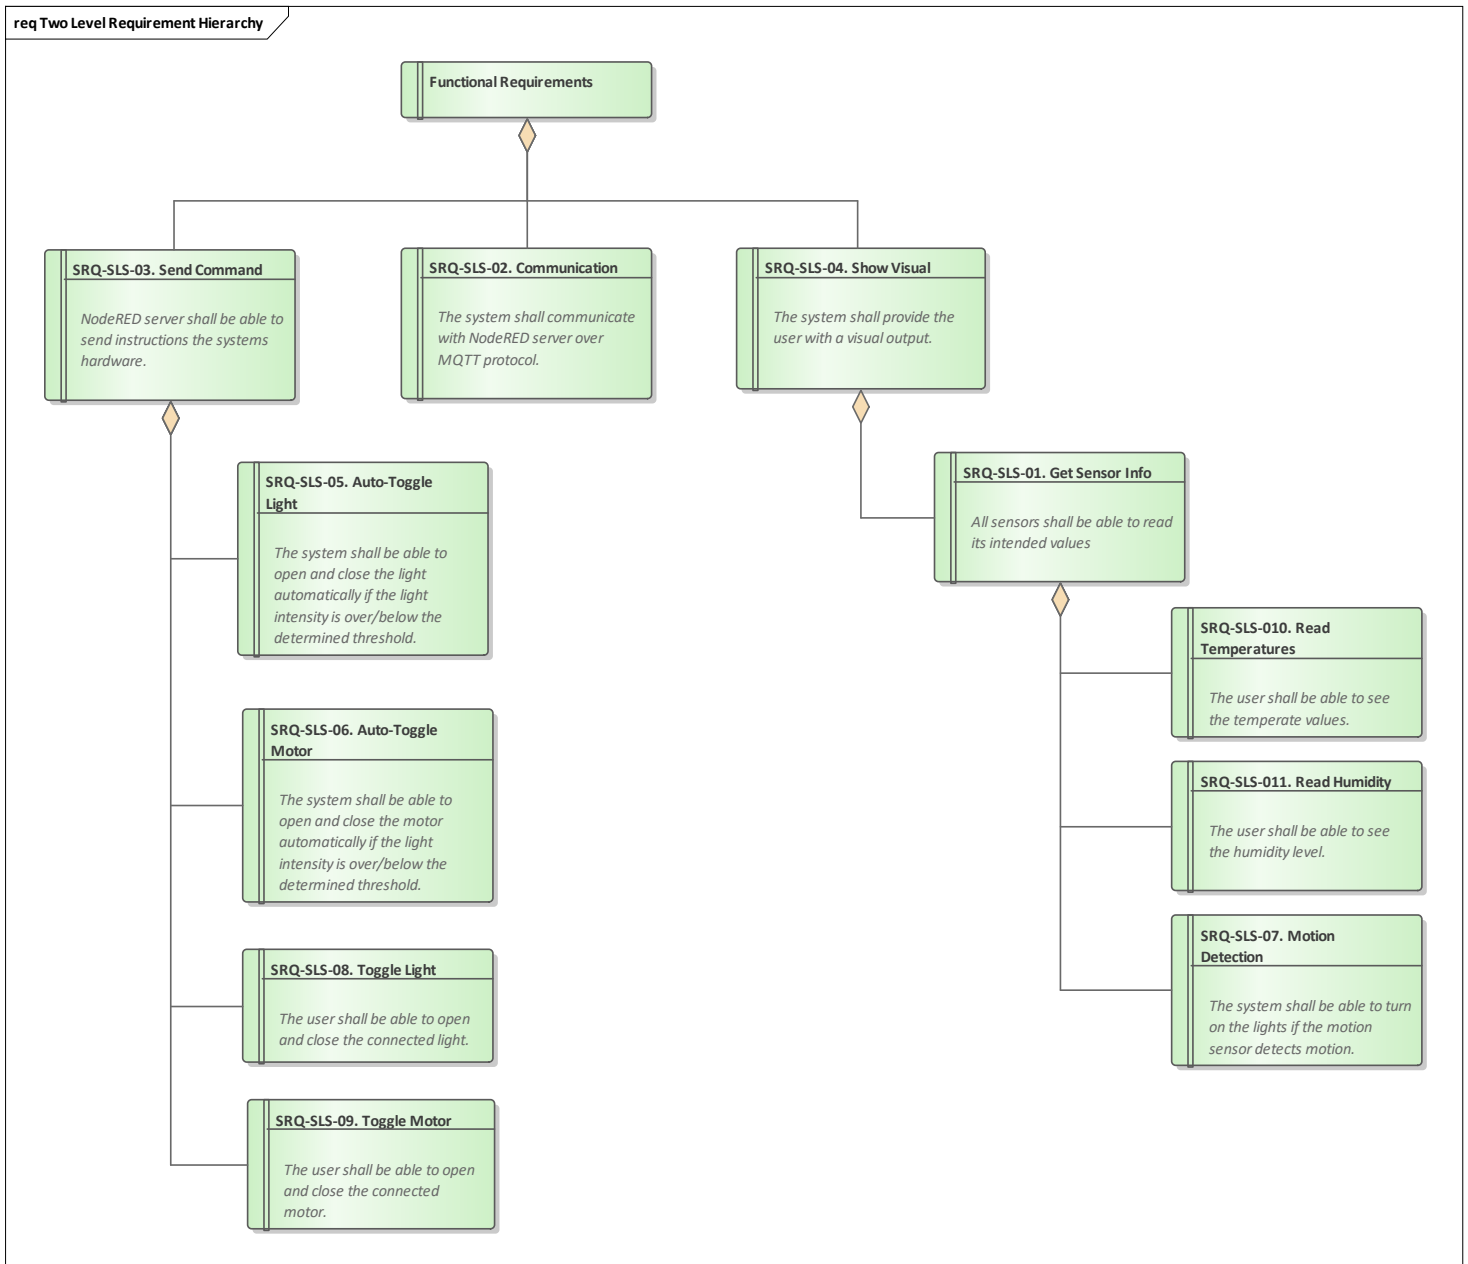 req Two Level Requirement Hierarchy
Functional Requirements
SRQ-SLS-03. Send Command
NodeRED server shall be able to
send instructions the systems
hardware.
SRQ-SLS-02. Communication
The system shall communicate
with NodeRED server over
MQTT protocol.
SRQ-SLS-04. Show Visual
The system shall provide the
user with a visual output.
SRQ-SLS-05. Auto-Toggle
Light
The system shall be able to
open and close the light
automatically if the light
intensity is over/below the
determined threshold.
SRQ-SLS-06. Auto-Toggle
Motor
The system shall be able to
open and close the motor
automatically if the light
intensity is over/below the
determined threshold.
SRQ-SLS-08. Toggle Light
The user shall be able to open
and close the connected light.
SRQ-SLS-09. Toggle Motor
The user shall be able to open
and close the connected
motor.
SRQ-SLS-01. Get Sensor Info
All sensors shall be able to read
its intended values
SRQ-SLS-010. Read
Temperatures
The user shall be able to see
the temperate values.
SRQ-SLS-011. Read Humidity
The user shall be able to see
the humidity level.
SRQ-SLS-07. Motion
Detection
The system shall be able to turn
on the lights if the motion
sensor detects motion.